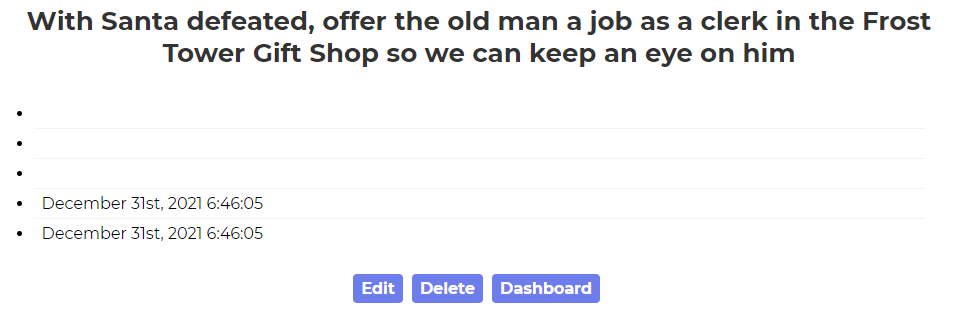 With Santa defeated, offer the old man a job as a clerk in the Frost
Tower Gift Shop so we can keep an eye on him
December 31st, 2021 6:46:05
December 31st, 2021 6:46:05
Edit Delete Dashboard